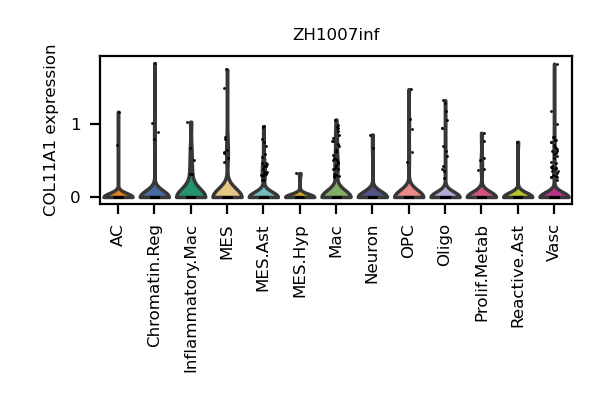 ZH1007inf
COL11A1 expression
1
0
AC
Chromatin.Reg
Inflammatory.Mac
MES
MES.Ast
MES.Hyp
Mac
Neuron
OPC
Oligo
Prolif.Metab
Reactive.Ast
Vasc